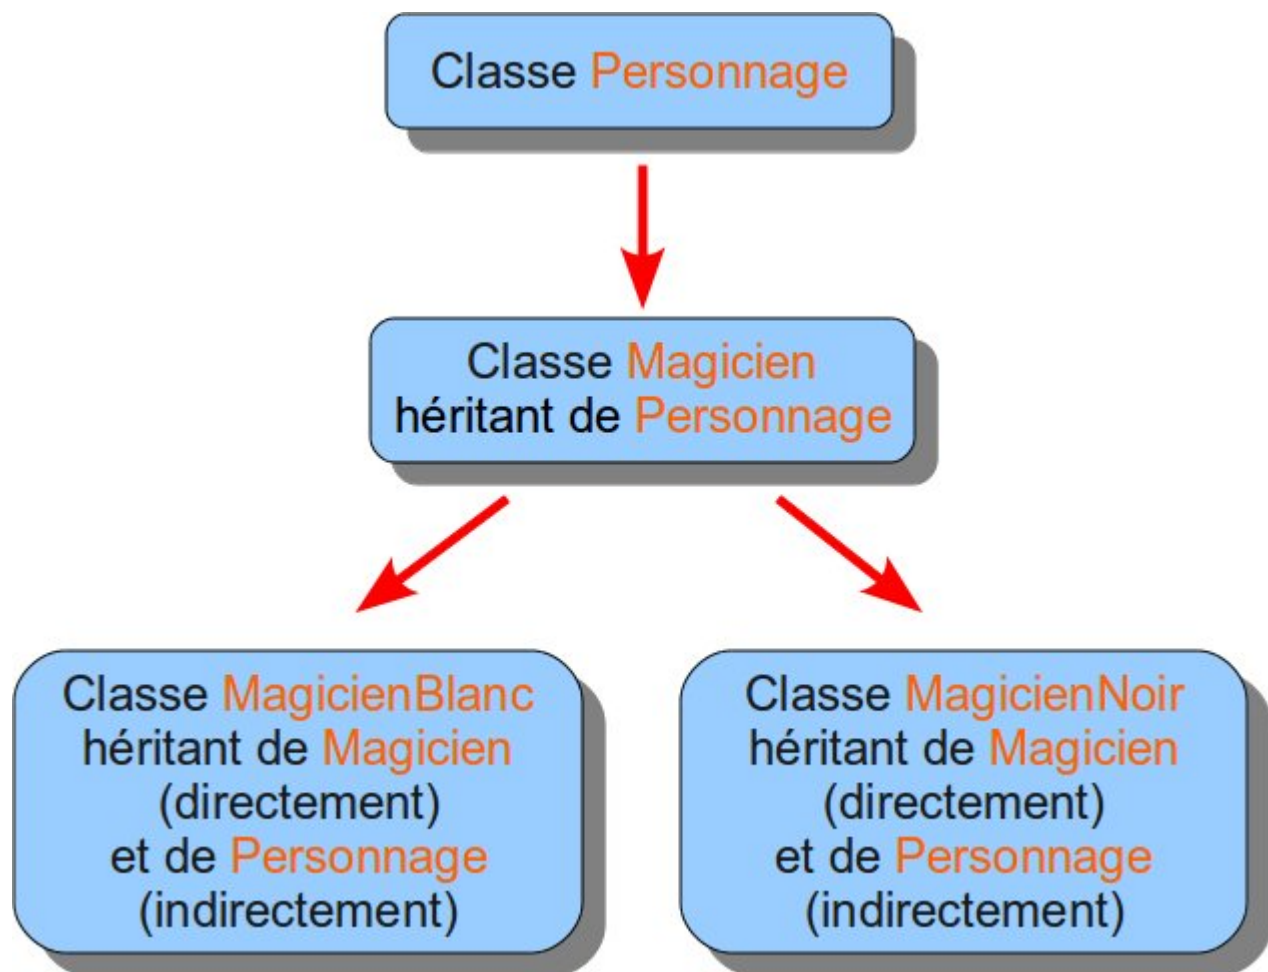 Classe Personnage
Classe Magicien
héritant de Personnage
Classe MagicienBlanc
héritant de Magicien
(directement)
et de Personnage
(indirectement)
Classe MagicienNoir
héritant de Magicien
(directement)
et de Personnage
(indirectement)